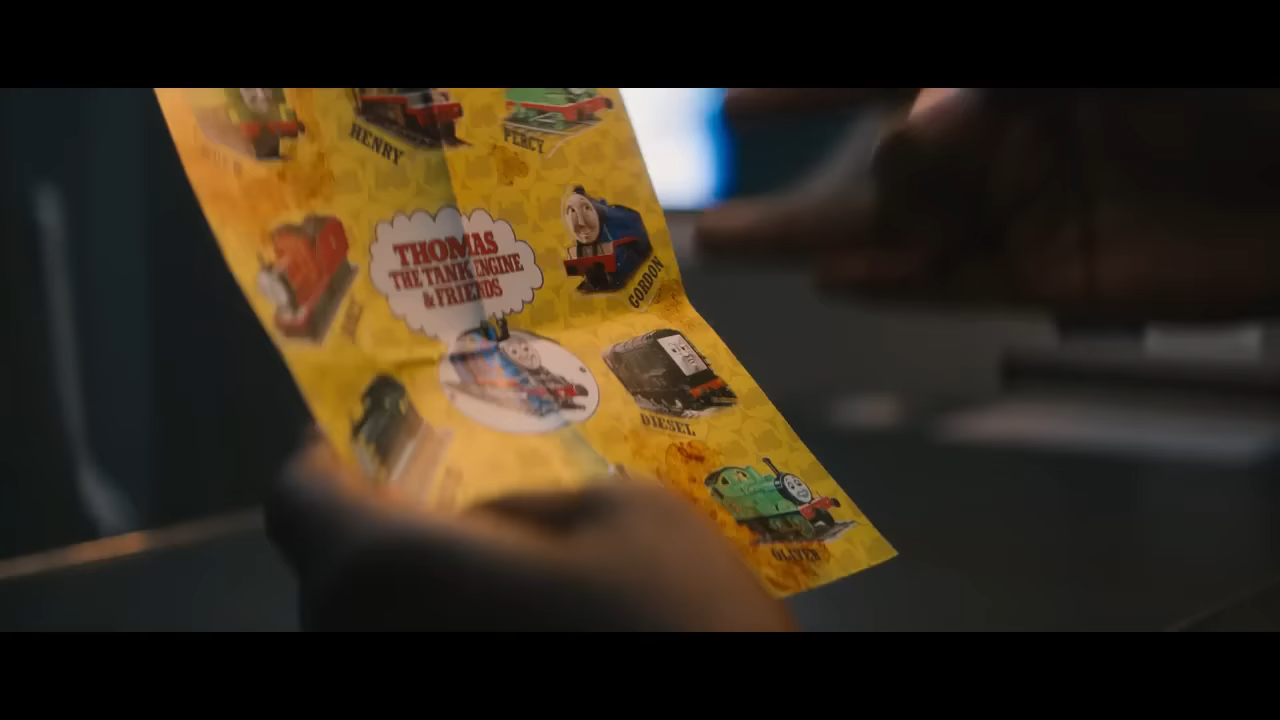 HENRY
PERCY
THOMAS
THE TANK ENGINE
& FRIENDS
GORDON
DIESEL
OLIVER